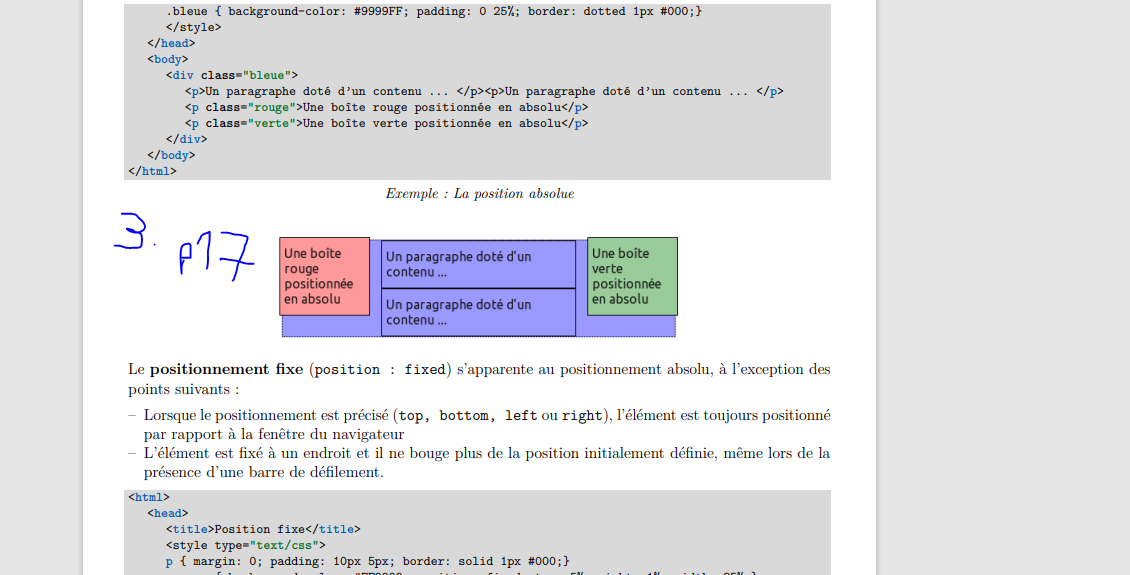 .bleue { background-color: #9999FF; padding: 0 25%; border: dotted 1px #000;}
</style>
</head>
<body>
<div class="bleue">
<p>Un paragraphe doté d'un contenu ... </p><p>Un paragraphe doté d'un contenu ... </p>
<p class="rouge">Une boîte rouge positionnée en absolu</p>
<p class="verte">Une boîte verte positionnée en absolu</p>
</div>
</body>
</html>
Exemple : La position absolue
3. p17
Une boîte
rouge
positionnée
en absolu
Un paragraphe doté d'un
contenu ...
Un paragraphe doté d'un
contenu ...
Une boîte
verte
positionnée
en absolu
Le positionnement fixe (position : fixed) s'apparente au positionnement absolu, à l'exception des
points suivants :
– Lorsque le positionnement est précisé (top, bottom, left ou right), l'élément est toujours positionné
par rapport à la fenêtre du navigateur
– L'élément est fixé à un endroit et il ne bouge plus de la position initialement définie, même lors de la
présence d'une barre de défilement.
<html>
<head>
<title>Position fixe</title>
<style type="text/css">
p { margin: 0; padding: 10px 5px; border: solid 1px #000;}